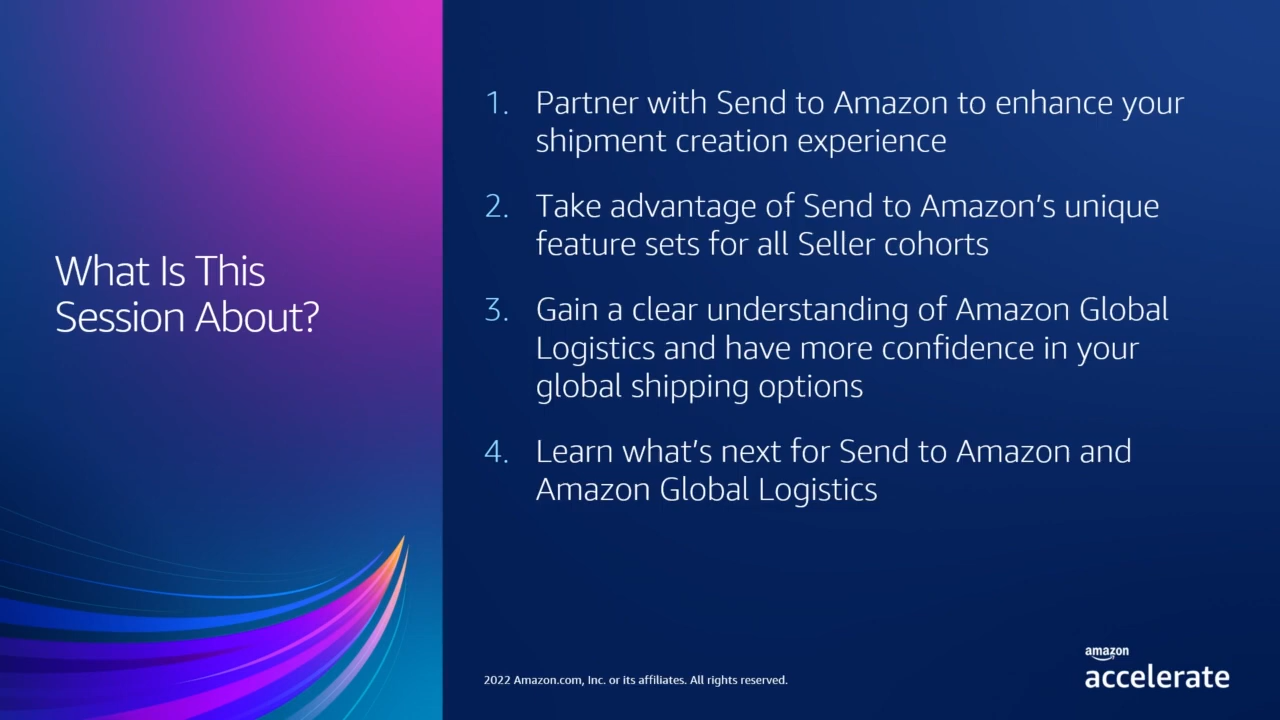 What Is This
Session About?
1. Partner with Send to Amazon to enhance your
shipment creation experience
2. Take advantage of Send to Amazon’s unique
feature sets for all Seller cohorts
3. Gain a clear understanding of Amazon Global
Logistics and have more confidence in your
global shipping options
4. Learn what’s next for Send to Amazon and
Amazon Global Logistics
2022 Amazon.com, Inc. or its affiliates. All rights reserved.
amazon
accelerate